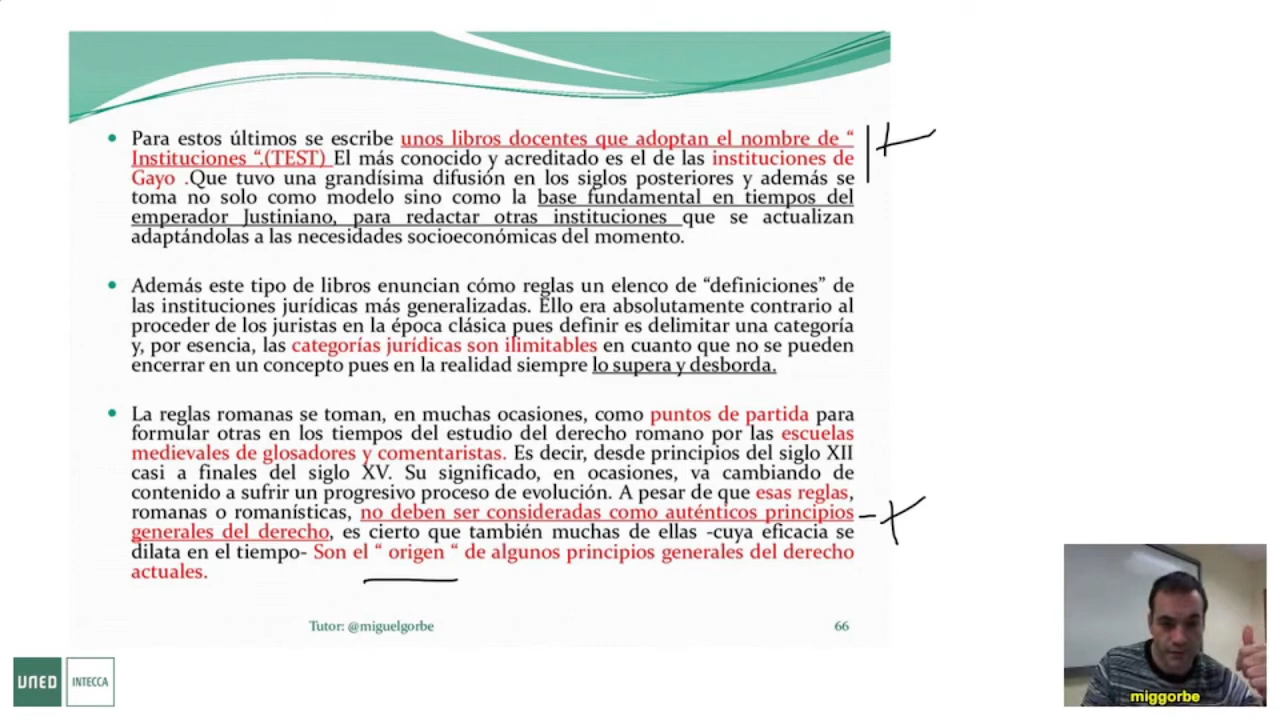 Para estos últimos se escribe unos libros docentes que adoptan el nombre de “
Instituciones “.(TEST) El más conocido y acreditado es el de las instituciones de
Gayo .Que tuvo una grandísima difusión en los siglos posteriores y además se
toma no solo como modelo sino como la base fundamental en tiempos del
emperador Justiniano, para redactar otras instituciones que se actualizan
adaptándolas a las necesidades socioeconómicas del momento.
Además este tipo de libros enuncian cómo reglas un elenco de “definiciones” de
las instituciones jurídicas más generalizadas. Ello era absolutamente contrario al
proceder de los juristas en la época clásica pues definir es delimitar una categoría
y, por esencia, las categorías jurídicas son ilimitables en cuanto que no se pueden
encerrar en un concepto pues en la realidad siempre lo supera y desborda.
La reglas romanas se toman, en muchas ocasiones, como puntos de partida para
formular otras en los tiempos del estudio del derecho romano por las escuelas
medievales de glosadores y comentaristas. Es decir, desde principios del siglo XII
casi a finales del siglo XV. Su significado, en ocasiones, va cambiando de
contenido a sufrir un progresivo proceso de evolución. A pesar de que esas reglas,
romanas o romanísticas, no deben ser consideradas como auténticos principios
generales del derecho, es cierto que también muchas de ellas -cuya eficacia se
dilata en el tiempo- Son el “ origen “ de algunos principios generales del derecho
actuales.
Tutor: @miguelgorbe
66
UNED
INTECCA
miggorbe